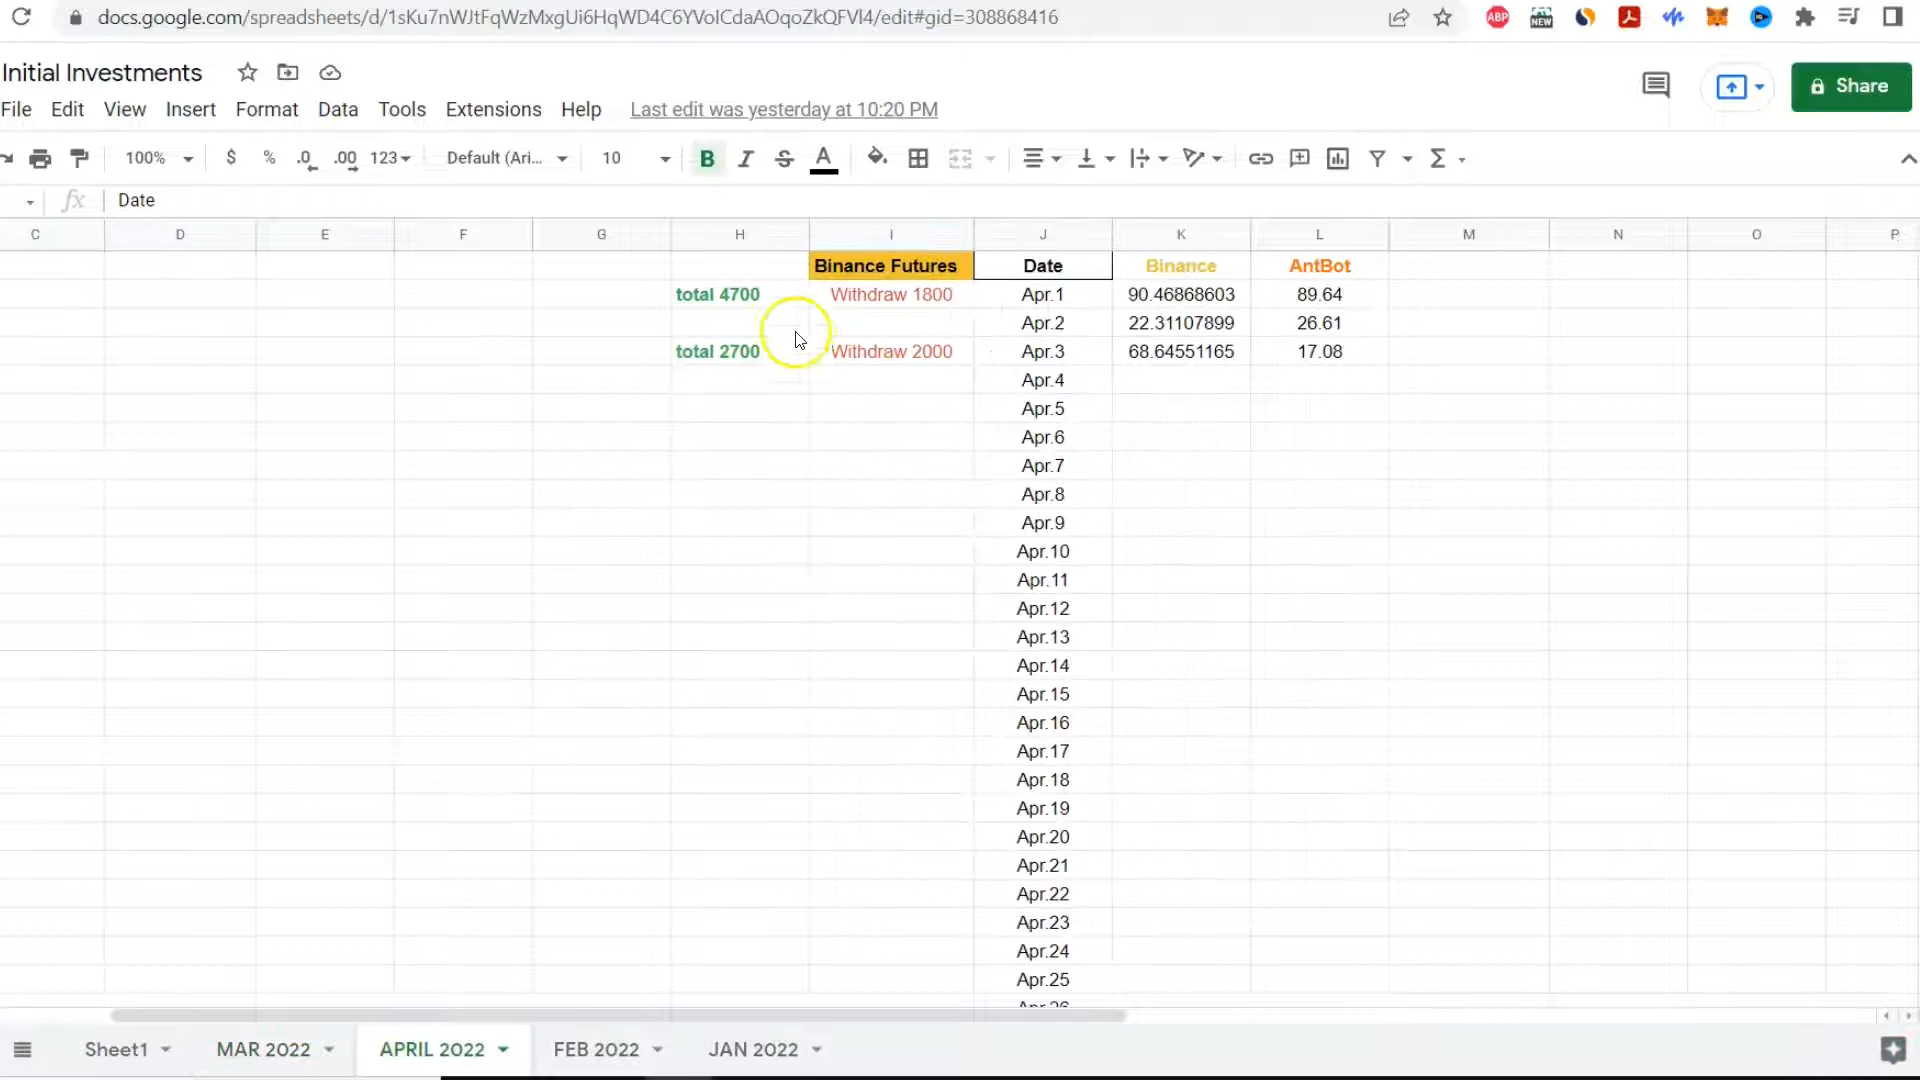 docs.google.com/spreadsheets/d/1sKu7nWJtFqWzMxgUi6HqWD4C6YVoICdaAOqoZkQFVl4/edit#gid=308868416
ABP
NEW
Initial Investments
Share
File Edit View Insert Format Data Tools Extensions Help Last edit was yesterday at 10:20 PM
100% $ % .0 .00 123 Default (Ari... 10 B I S A Σ
fx Date
C D E F G H I J K L M N O P
Binance Futures Date Binance AntBot
total 4700 Withdraw 1800 Apr.1 90.46868603 89.64
Apr.2 22.31107899 26.61
total 2700 Withdraw 2000 Apr.3 68.64551165 17.08
Apr.4
Apr.5
Apr.6
Apr.7
Apr.8
Apr.9
Apr.10
Apr.11
Apr.12
Apr.13
Apr.14
Apr.15
Apr.16
Apr.17
Apr.18
Apr.19
Apr.20
Apr.21
Apr.22
Apr.23
Apr.24
Apr.25
Apr.26
Sheet1 MAR 2022 APRIL 2022 FEB 2022 JAN 2022